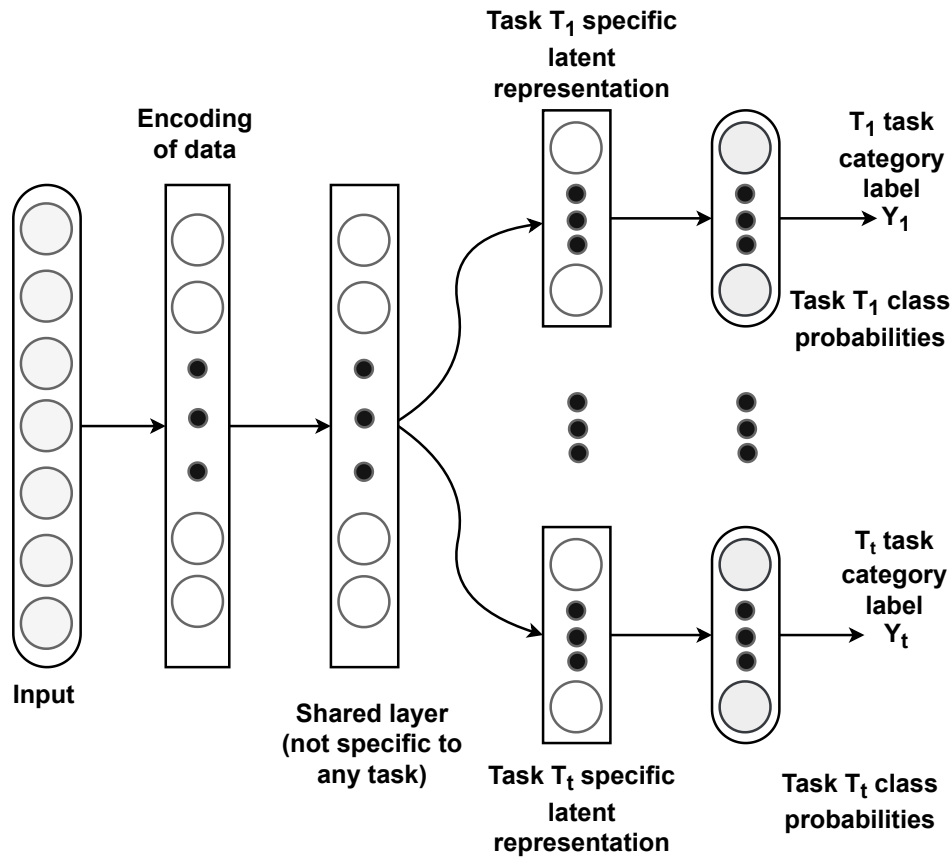 Task T₁ specific
latent
representation
Encoding
of data
T₁ task
category
label
Y₁
Task T₁ class
probabilities
Input
Shared layer
(not specific to
any task)
Tₜ task
category
label
Yₜ
Task Tₜ specific
latent
representation
Task Tₜ class
probabilities